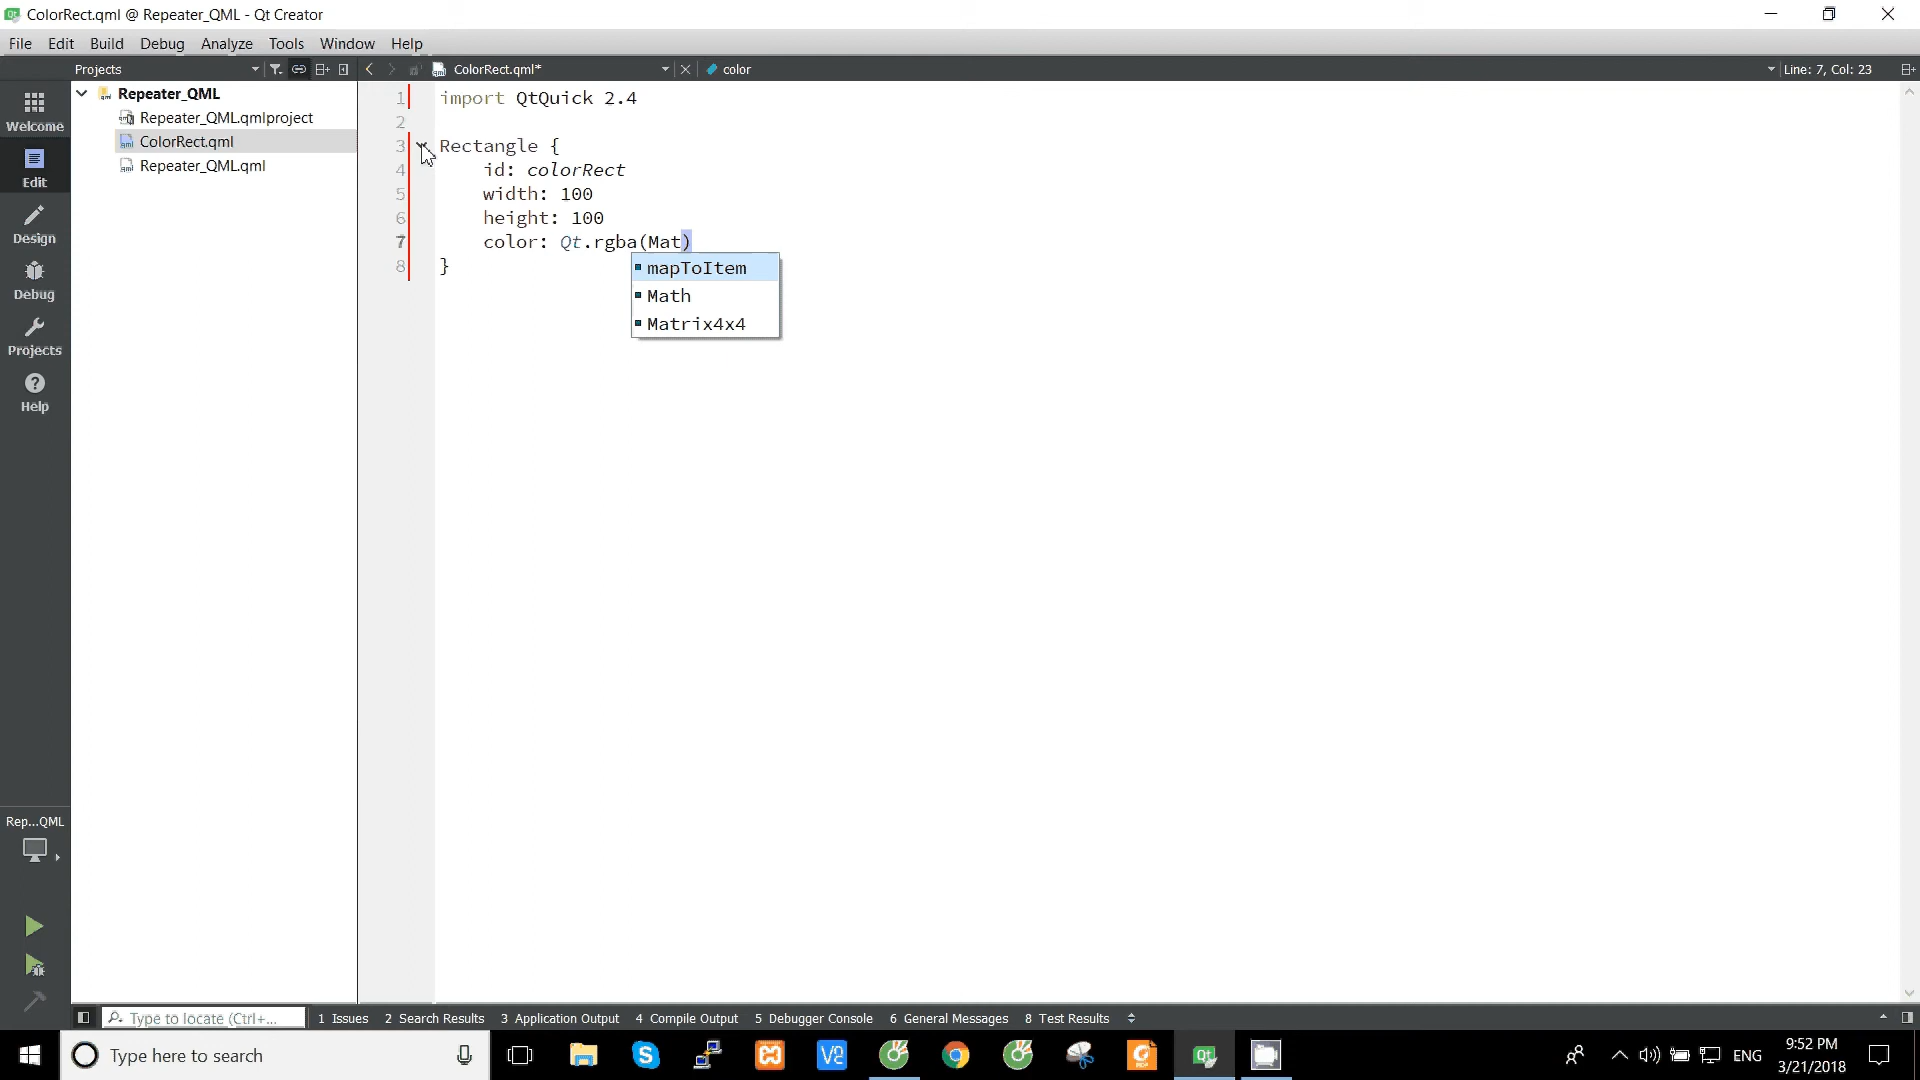 ColorRect.qml @ Repeater_QML - Qt Creator
File Edit Build Debug Analyze Tools Window Help
Projects ColorRect.qml* color Line: 7, Col: 23
Repeater_QML
Repeater_QML.qmlproject
ColorRect.qml
Repeater_QML.qml
Welcome
Edit
Design
Debug
Projects
Help
1 import QtQuick 2.4
2
3 Rectangle {
4 id: colorRect
5 width: 100
6 height: 100
7 color: Qt.rgba(Mat)
8 }
mapToItem
Math
Matrix4x4
Rep...QML
Type to locate (Ctrl+... 1 Issues 2 Search Results 3 Application Output 4 Compile Output 5 Debugger Console 6 General Messages 8 Test Results
Type here to search ENG 9:52 PM
3/21/2018